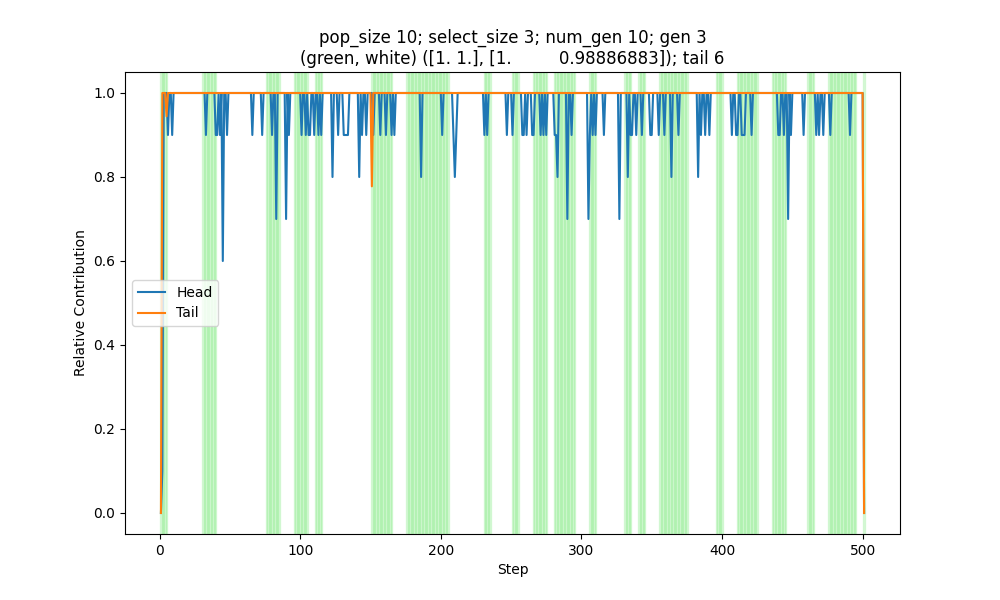 pop_size 10; select_size 3; num_gen 10; gen 3
(green, white) ([1. 1.], [1.          0.98886883]); tail 6
1.0
0.8
0.6
0.4
0.2
0.0
Relative Contribution
Head
Tail
0 100 200 300 400 500
Step